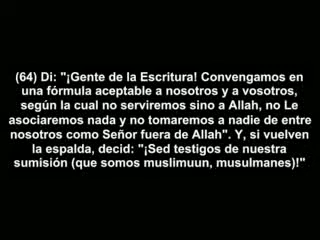 (64) Di: "¡Gente de la Escritura! Convengamos en
una fórmula aceptable a nosotros y a vosotros,
según la cual no serviremos sino a Allah, no Le
asociaremos nada y no tomaremos a nadie de entre
nosotros como Señor fuera de Allah". Y, si vuelven
la espalda, decid: "¡Sed testigos de nuestra
sumisión (que somos muslimuun, musulmanes)!"